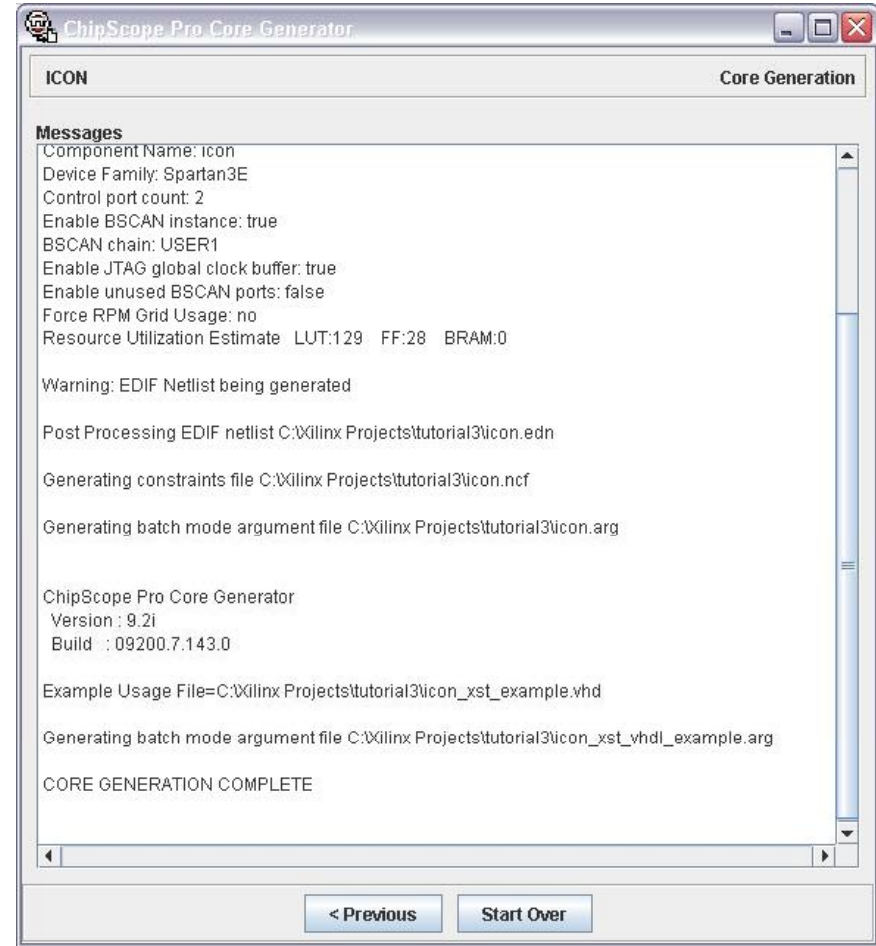 ChipScope Pro Core Generator
ICON Core Generation
Messages
Component Name: icon
Device Family: Spartan3E
Control port count: 2
Enable BSCAN instance: true
BSCAN chain: USER1
Enable JTAG global clock buffer: true
Enable unused BSCAN ports: false
Force RPM Grid Usage: no
Resource Utilization Estimate LUT:129 FF:28 BRAM:0
Warning: EDIF Netlist being generated
Post Processing EDIF netlist C:\Xilinx Projects\tutorial3\icon.edn
Generating constraints file C:\Xilinx Projects\tutorial3\icon.ncf
Generating batch mode argument file C:\Xilinx Projects\tutorial3\icon.arg
ChipScope Pro Core Generator
Version : 9.2i
Build : 09200.7.143.0
Example Usage File=C:\Xilinx Projects\tutorial3\icon_xst_example.vhd
Generating batch mode argument file C:\Xilinx Projects\tutorial3\icon_xst_vhdl_example.arg
CORE GENERATION COMPLETE
< Previous Start Over